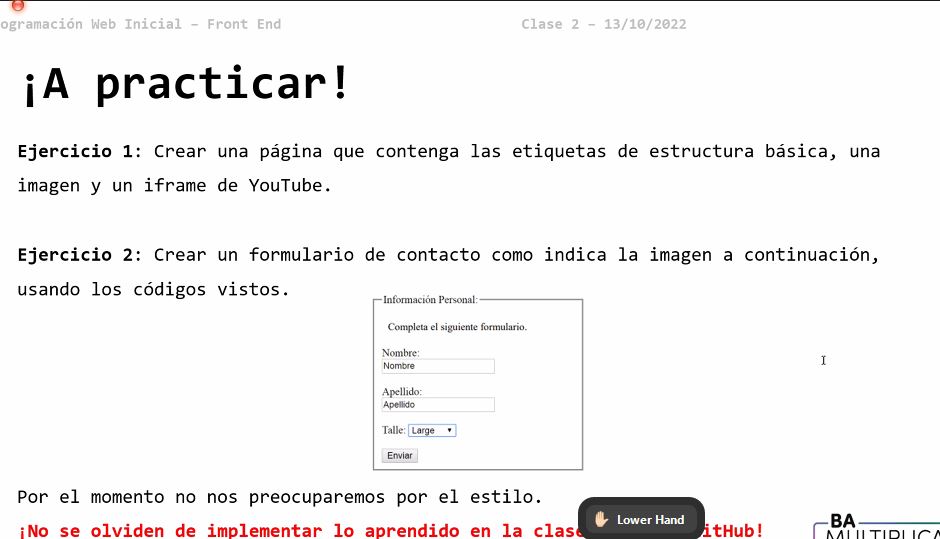 ogramación Web Inicial – Front End
Clase 2 – 13/10/2022
¡A practicar!
Ejercicio 1: Crear una página que contenga las etiquetas de estructura básica, una
imagen y un iframe de YouTube.
Ejercicio 2: Crear un formulario de contacto como indica la imagen a continuación,
usando los códigos vistos.
Información Personal:
Completa el siguiente formulario.
Nombre:
Nombre
Apellido:
Apellido
Talle: Large
Enviar
Por el momento no nos preocuparemos por el estilo.
¡No se olviden de implementar lo aprendido en la clase itHub!
Lower Hand
BA
MULTIPLICA